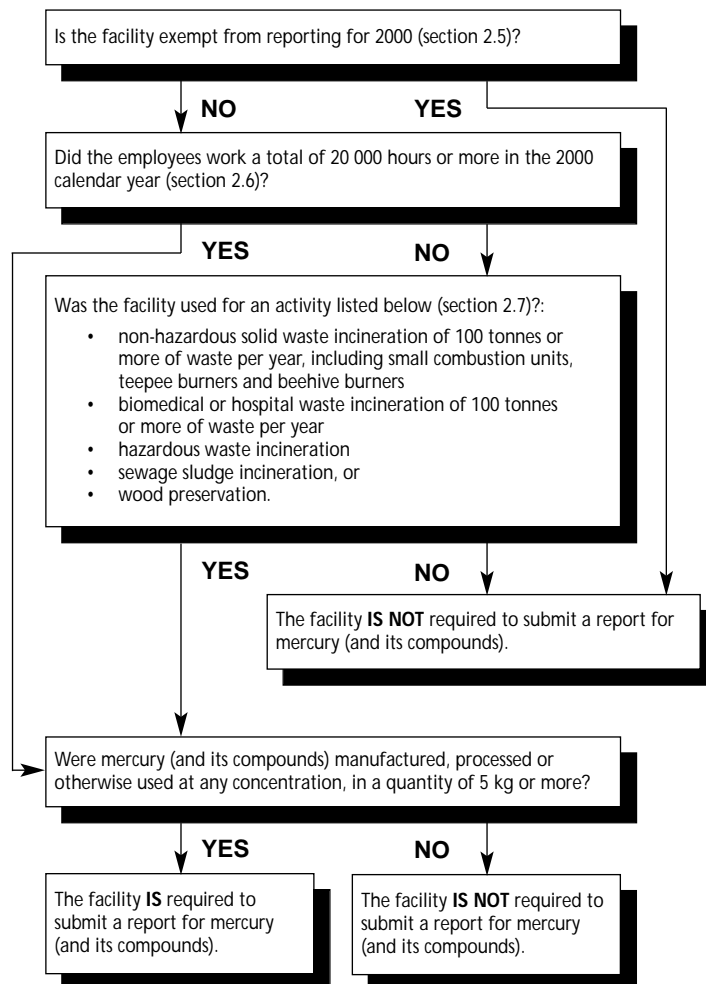 Is the facility exempt from reporting for 2000 (section 2.5)?
NO
YES
Did the employees work a total of 20 000 hours or more in the 2000
calendar year (section 2.6)?
YES
NO
Was the facility used for an activity listed below (section 2.7)?:
• non-hazardous solid waste incineration of 100 tonnes or
more of waste per year, including small combustion units,
teepee burners and beehive burners
• biomedical or hospital waste incineration of 100 tonnes
or more of waste per year
• hazardous waste incineration
• sewage sludge incineration, or
• wood preservation.
YES
NO
The facility IS NOT required to submit a report for
mercury (and its compounds).
Were mercury (and its compounds) manufactured, processed or
otherwise used at any concentration, in a quantity of 5 kg or more?
YES
NO
The facility IS required to
submit a report for mercury
(and its compounds).
The facility IS NOT required to
submit a report for mercury
(and its compounds).